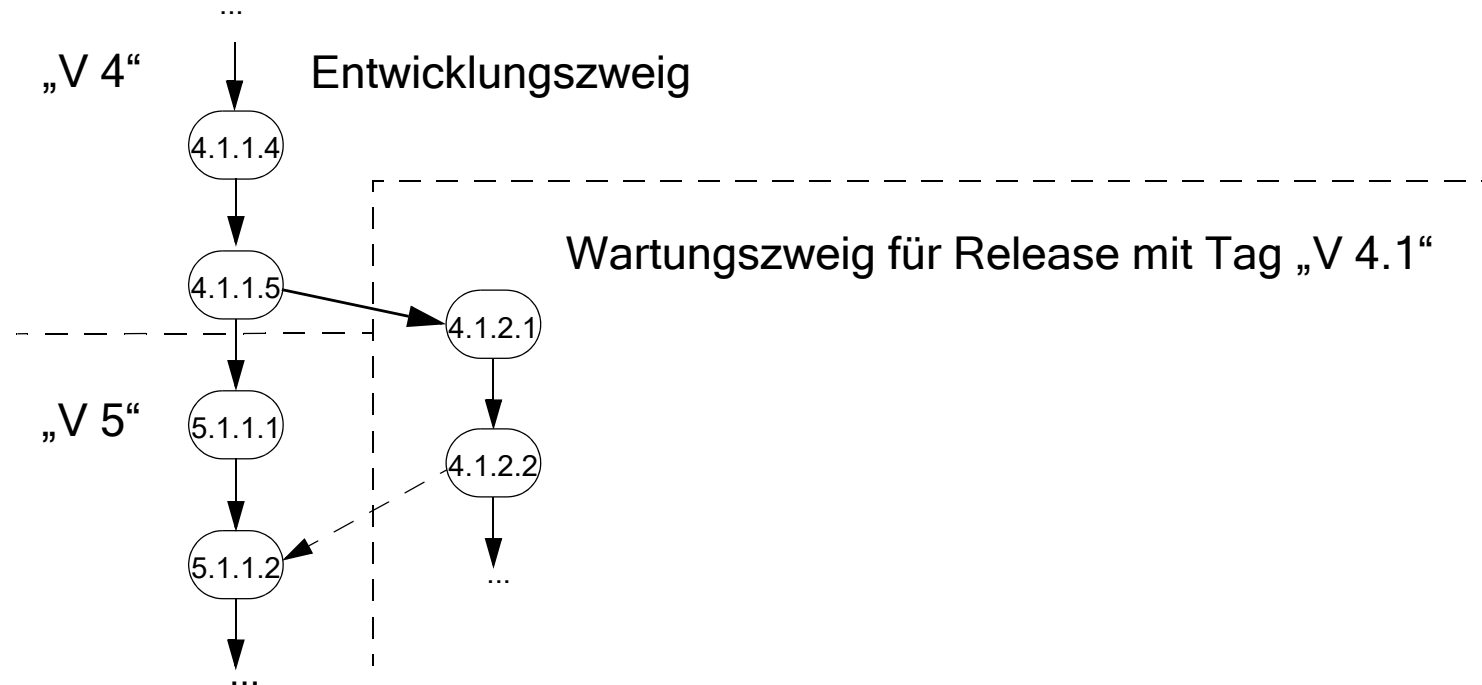 ...
„V 4“ Entwicklungszweig
4.1.1.4
Wartungszweig für Release mit Tag „V 4.1“
4.1.1.5
4.1.2.1
„V 5“ 5.1.1.1
4.1.2.2
5.1.1.2
...
...